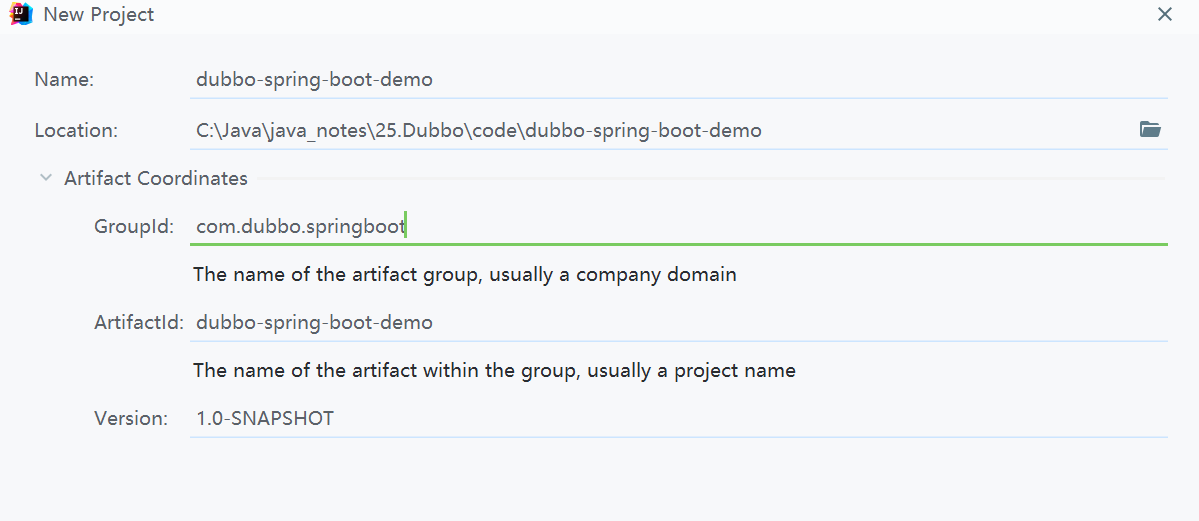 New Project
Name: dubbo-spring-boot-demo
Location: C:\Java\java_notes\25.Dubbo\code\dubbo-spring-boot-demo
Artifact Coordinates
GroupId: com.dubbo.springboot
The name of the artifact group, usually a company domain
ArtifactId: dubbo-spring-boot-demo
The name of the artifact within the group, usually a project name
Version: 1.0-SNAPSHOT